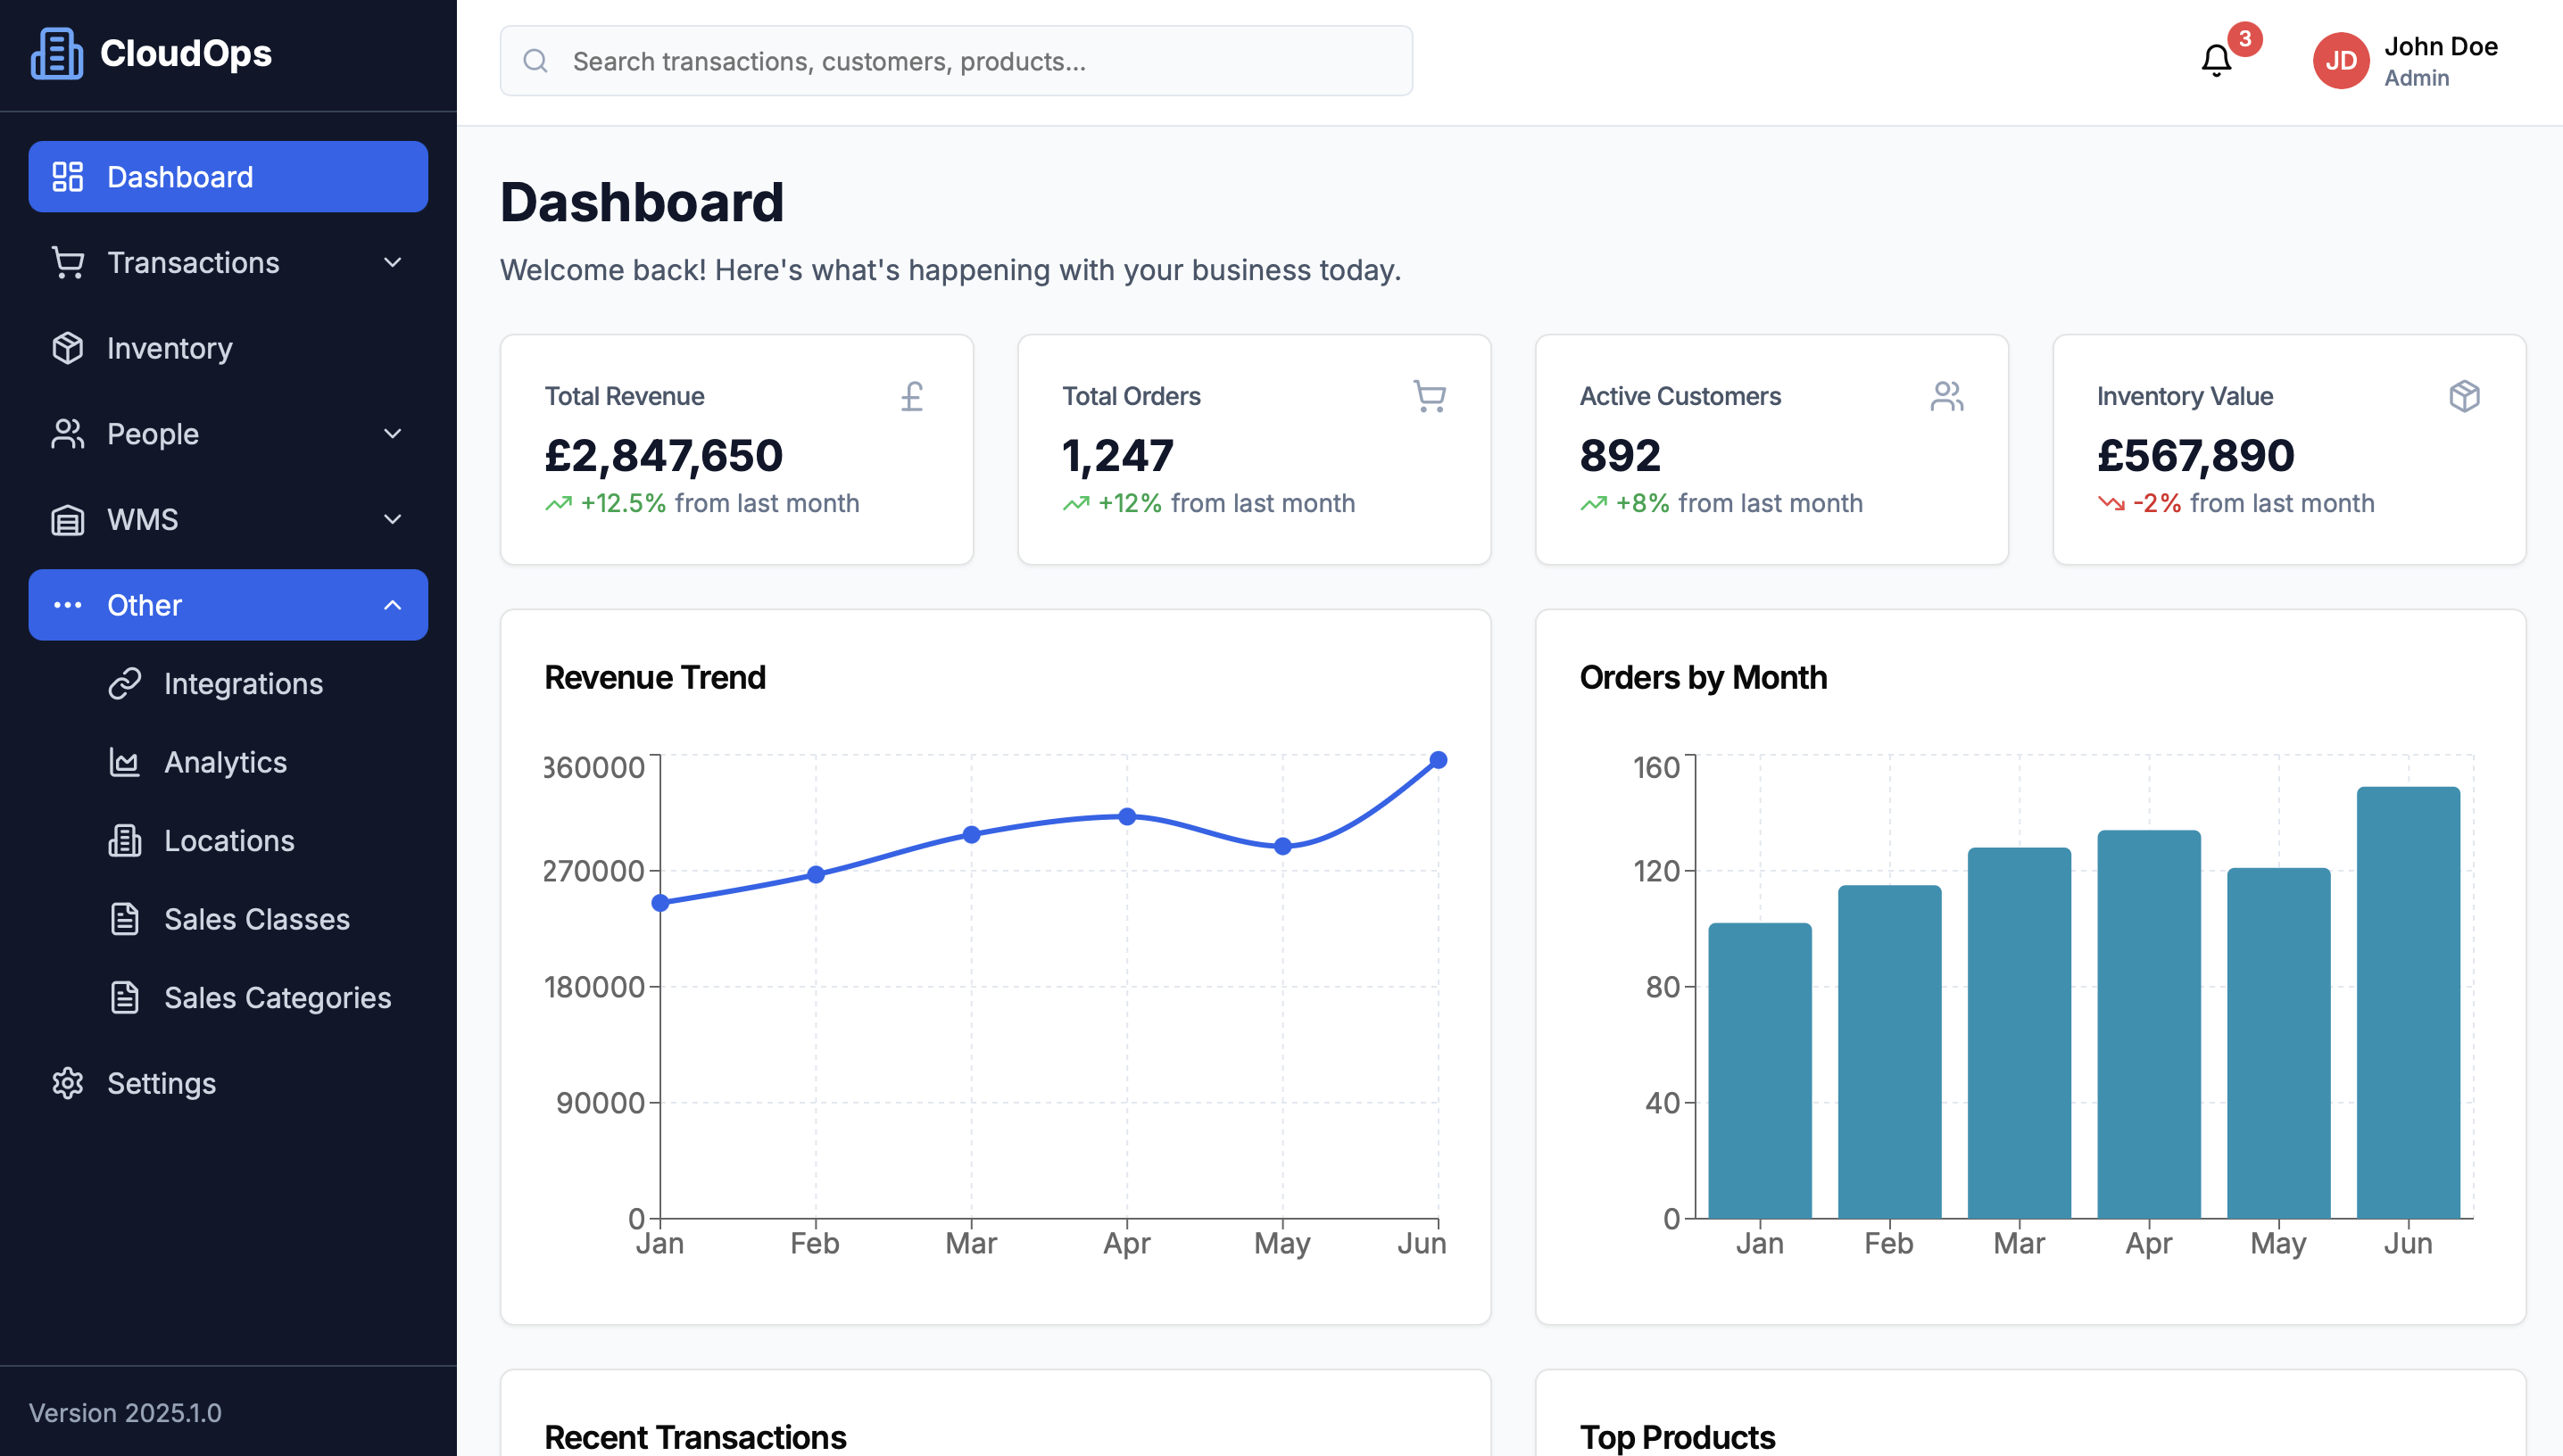 CloudOps
Dashboard
Transactions
Inventory
People
WMS
Other
Integrations
Analytics
Locations
Sales Classes
Sales Categories
Settings
Version 2025.1.0
Search transactions, customers, products...
3
JD
John Doe
Admin
Dashboard
Welcome back! Here's what's happening with your business today.
Total Revenue £
£2,847,650
+12.5% from last month
Total Orders
1,247
+12% from last month
Active Customers
892
+8% from last month
Inventory Value
£567,890
-2% from last month
Revenue Trend
360000
270000
180000
90000
0
Jan Feb Mar Apr May Jun
Orders by Month
160
120
80
40
0
Jan Feb Mar Apr May Jun
Recent Transactions
Top Products